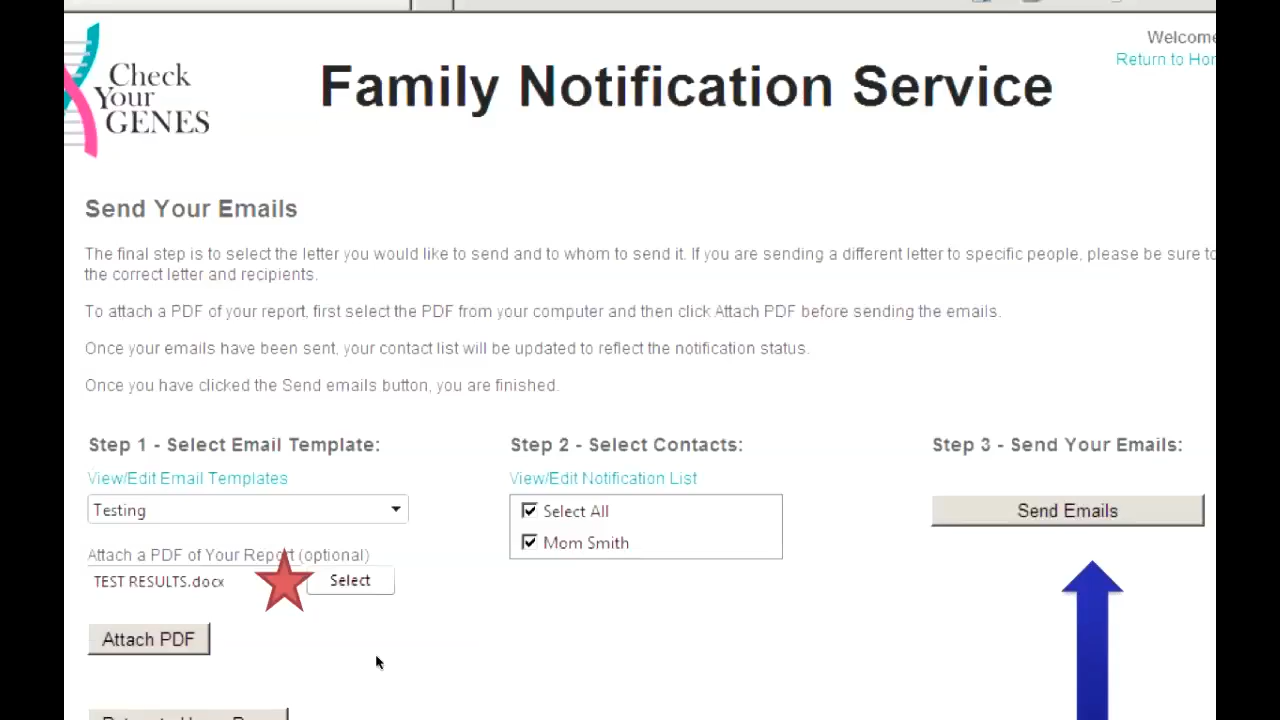 Welcome
Return to Hor
Check
Your
GENES
Family Notification Service
Send Your Emails
The final step is to select the letter you would like to send and to whom to send it. If you are sending a different letter to specific people, please be sure to
the correct letter and recipients.
To attach a PDF of your report, first select the PDF from your computer and then click Attach PDF before sending the emails.
Once your emails have been sent, your contact list will be updated to reflect the notification status.
Once you have clicked the Send emails button, you are finished.
Step 1 - Select Email Template:
View/Edit Email Templates
Testing
Attach a PDF of Your Report (optional)
TEST RESULTS.docx
Select
Attach PDF
Step 2 - Select Contacts:
View/Edit Notification List
Select All
Mom Smith
Step 3 - Send Your Emails:
Send Emails